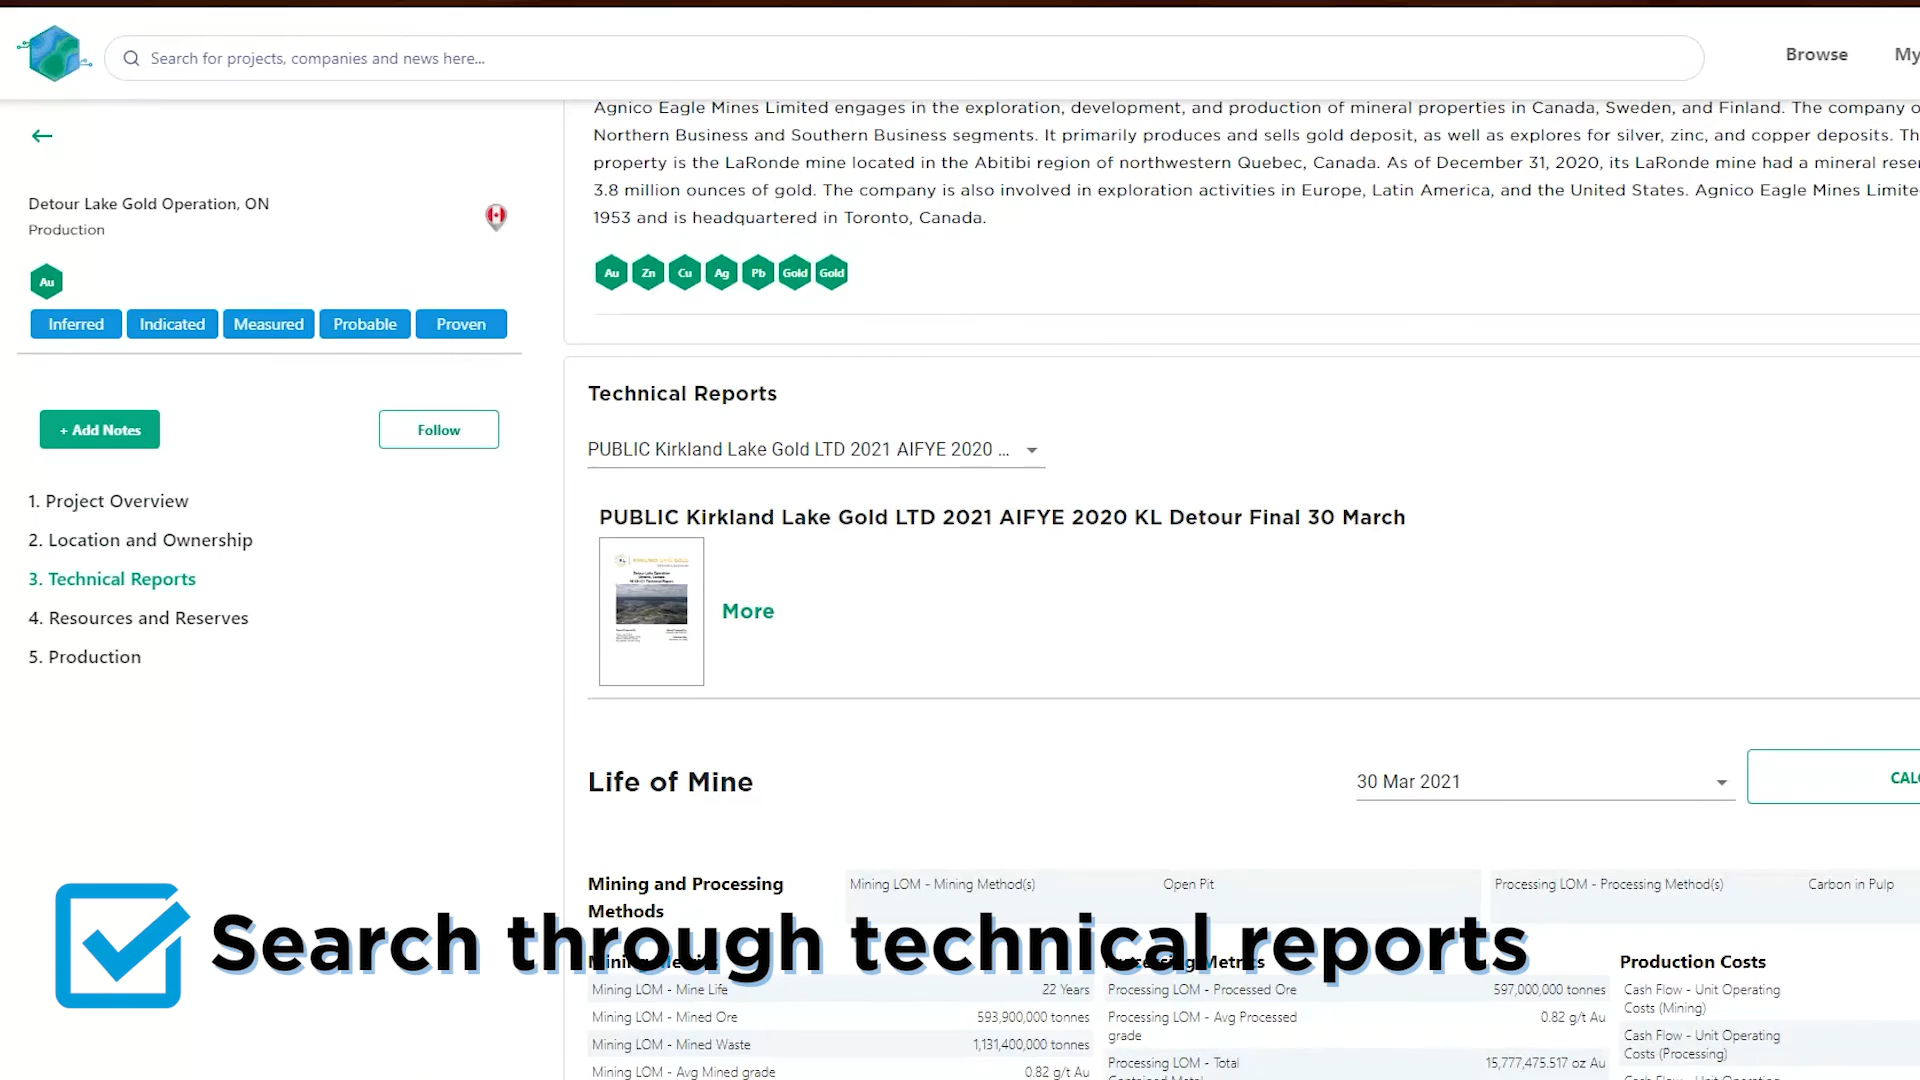 Search for projects, companies and news here...
Browse
My
Agnico Eagle Mines Limited engages in the exploration, development, and production of mineral properties in Canada, Sweden, and Finland. The company o
Northern Business and Southern Business segments. It primarily produces and sells gold deposit, as well as explores for silver, zinc, and copper deposits. Th
property is the LaRonde mine located in the Abitibi region of northwestern Quebec, Canada. As of December 31, 2020, its LaRonde mine had a mineral rese
3.8 million ounces of gold. The company is also involved in exploration activities in Europe, Latin America, and the United States. Agnico Eagle Mines Limite
1953 and is headquartered in Toronto, Canada.
Au Zn Cu Ag Pb Gold Gold
Detour Lake Gold Operation, ON
Production
Au
Inferred Indicated Measured Probable Proven
+ Add Notes
Follow
1. Project Overview
2. Location and Ownership
3. Technical Reports
4. Resources and Reserves
5. Production
Technical Reports
PUBLIC Kirkland Lake Gold LTD 2021 AIFYE 2020 ...
PUBLIC Kirkland Lake Gold LTD 2021 AIFYE 2020 KL Detour Final 30 March
More
Life of Mine
30 Mar 2021
CALC
Mining and Processing
Methods
Mining LOM - Mining Method(s) Open Pit
Processing LOM - Processing Method(s) Carbon in Pulp
Search through technical reports
Metrics
Production Costs
Mining LOM - Mine Life 22 Years
Mining LOM - Mined Ore 593,900,000 tonnes
Mining LOM - Mined Waste 1,131,400,000 tonnes
Mining LOM - Avg Mined grade 0.82 g/t Au
Processing LOM - Processed Ore 597,000,000 tonnes
Processing LOM - Avg Processed 0.82 g/t Au
grade
Processing LOM - Total 15,777,475.517 oz Au
Cash Flow - Unit Operating
Costs (Mining)
Cash Flow - Unit Operating
Costs (Processing)